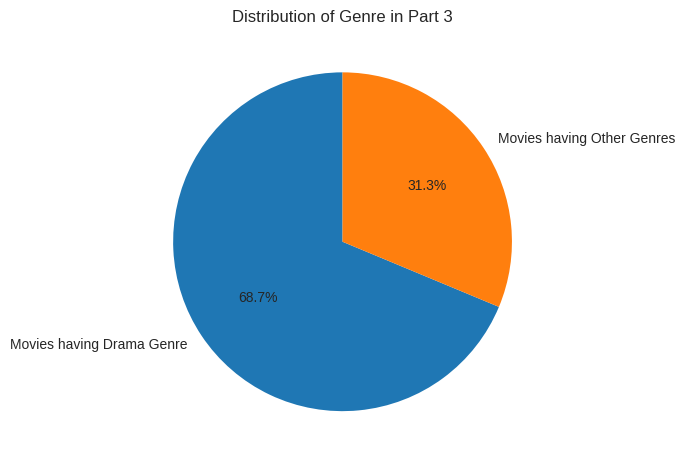 Distribution of Genre in Part 3
Movies having Other Genres
31.3%
68.7%
Movies having Drama Genre